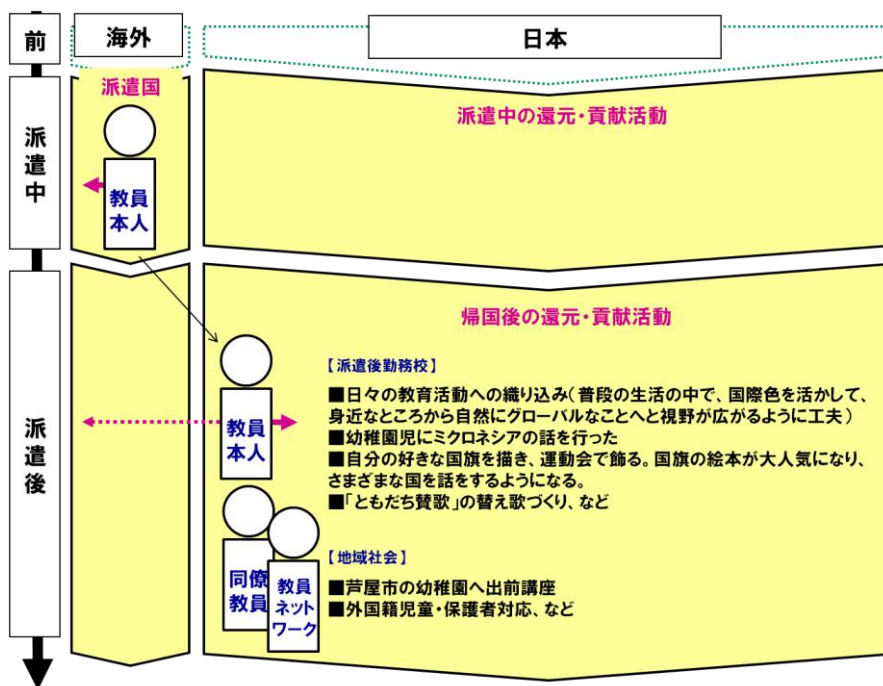 前
海外
日本
派遣中
派遣国
教員
本人
派遣中の還元・貢献活動
派遣後
帰国後の還元・貢献活動
教員
本人
【派遣後勤務校】
■日々の教育活動への織り込み(普段の生活の中で、国際色を活かして、
身近なところから自然にグローバルなことへと視野が広がるように工夫)
■幼稚園児にミクロネシアの話を行った
■自分の好きな国旗を描き、運動会で飾る。国旗の絵本が大人気になり、
さまざまな国を話をするようになる。
■「ともだち賛歌」の替え歌づくり、など
同僚
教員
教員
ネット
ワーク
【地域社会】
■芦屋市の幼稚園へ出前講座
■外国籍児童・保護者対応、など